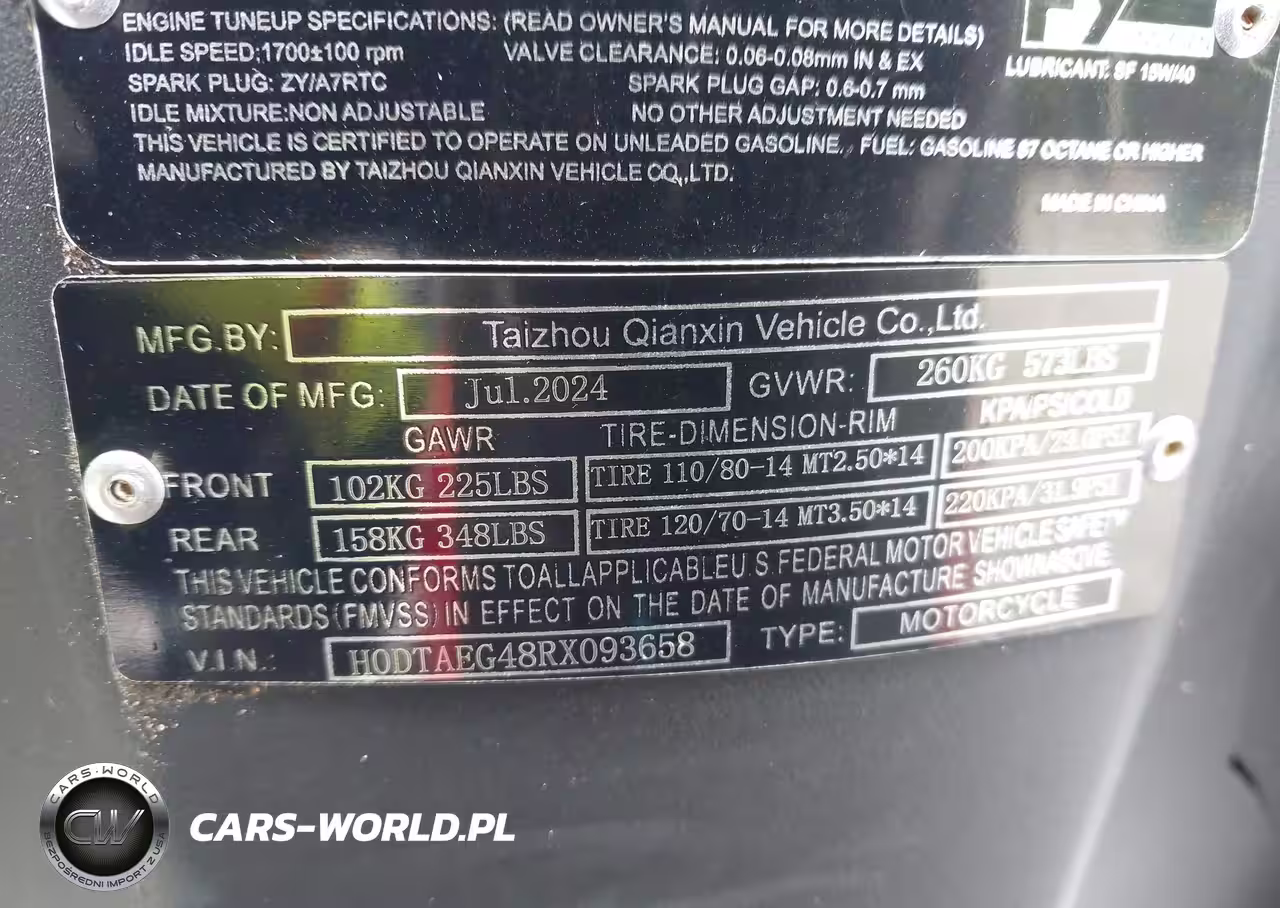 ENGINE TUNEUP SPECIFICATIONS: (READ OWNER'S MANUAL FOR MORE DETAILS)
IDLE SPEED:1700±100 rpm VALVE CLEARANCE: 0.06-0.08mm IN & EX
LUBRICANT: SF 15W/40
SPARK PLUG: ZY/A7RTC SPARK PLUG GAP: 0.6-0.7 mm
IDLE MIXTURE:NON ADJUSTABLE NO OTHER ADJUSTMENT NEEDED
THIS VEHICLE IS CERTIFIED TO OPERATE ON UNLEADED GASOLINE. FUEL: GASOLINE 87 OCTANE OR HIGHER
MANUFACTURED BY TAIZHOU QIANXIN VEHICLE CO.,LTD.
MADE IN CHINA
MFG.BY: Taizhou Qianxin Vehicle Co.,Ltd.
DATE OF MFG: Jul.2024 GVWR: 260KG 573LBS
GAWR TIRE-DIMENSION-RIM KPA/PSI/COLD
FRONT 102KG 225LBS TIRE 110/80-14 MT2.50*14 200KPA/29.0PSI
REAR 158KG 348LBS TIRE 120/70-14 MT3.50*14 220KPA/31.9PSI
THIS VEHICLE CONFORMS TOALLAPPLICABLEU S. FEDERAL MOTOR VEHICLE SAFETY
STANDARDS (FMVSS) IN EFFECT ON THE DATE OF MANUFACTURE SHOWNABOVE
V.I.N.: H0DTAEG48RX093658 TYPE: MOTORCYCLE
CARS-WORLD
CW
BEZPOŚREDNI IMPORT Z USA
CARS-WORLD.PL